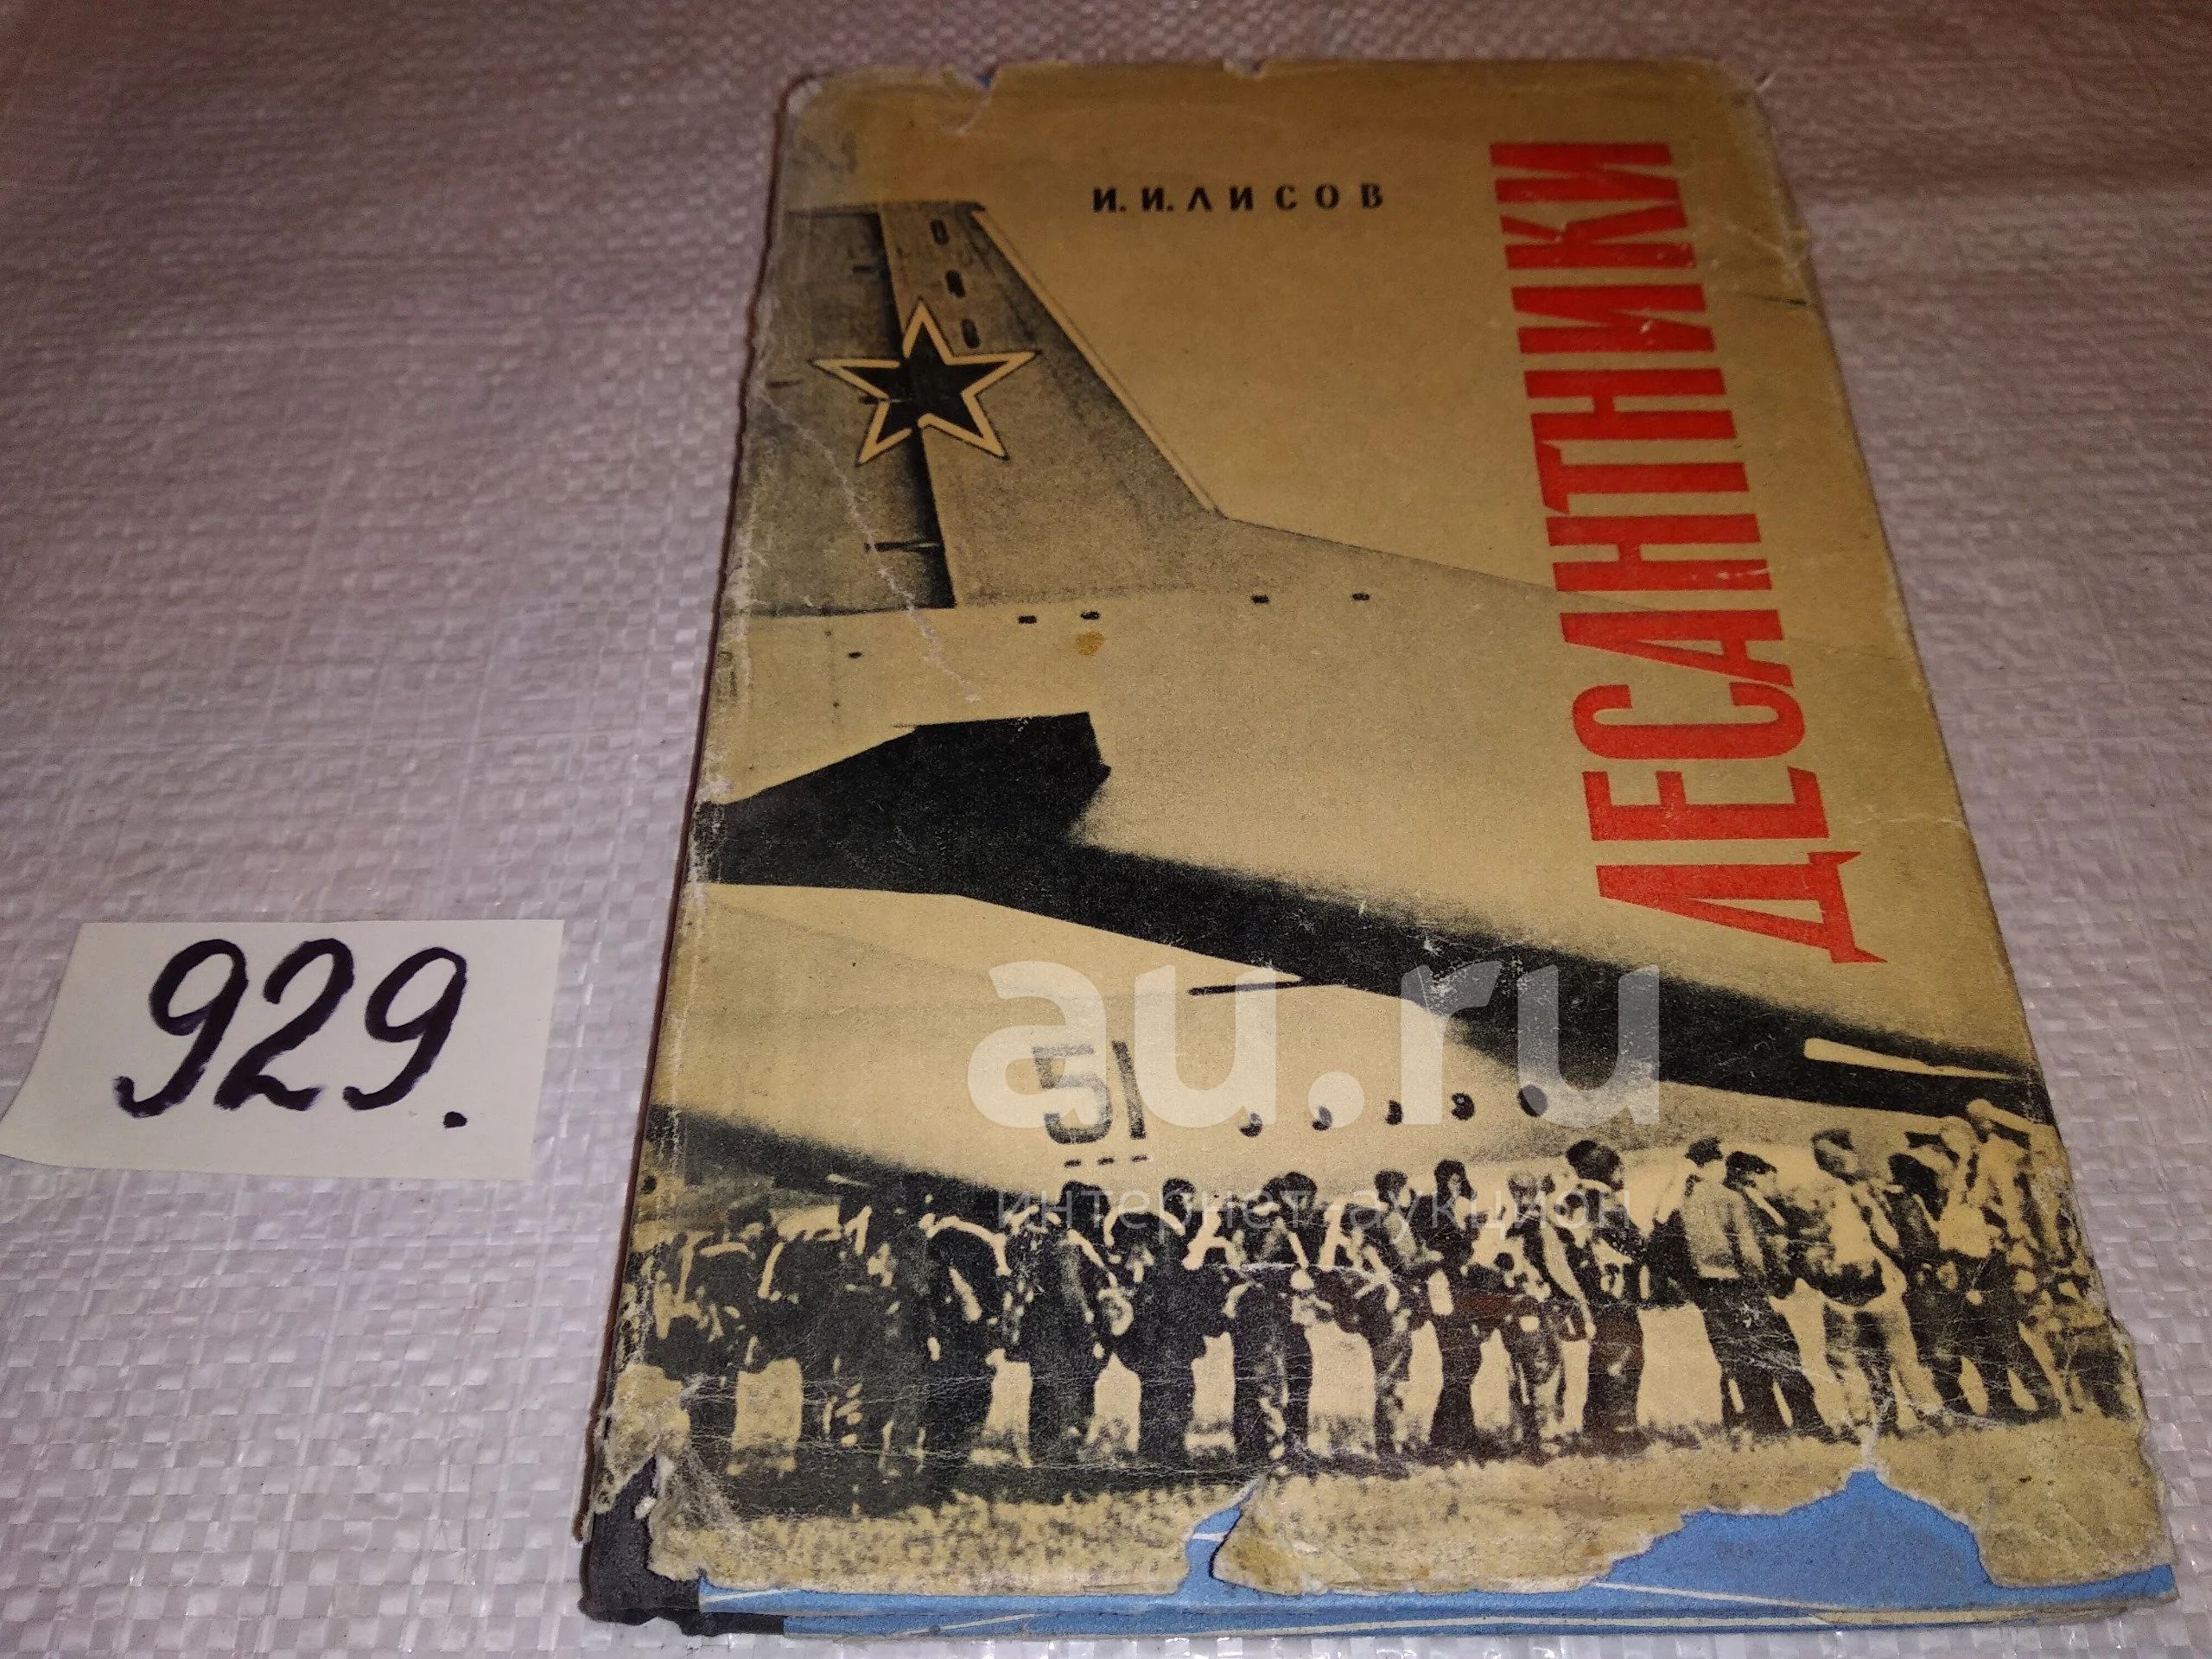 И. И. ЛИСОВ
ДЕСАНТНИКИ
929.
51
au.ru
интернет-аукцион